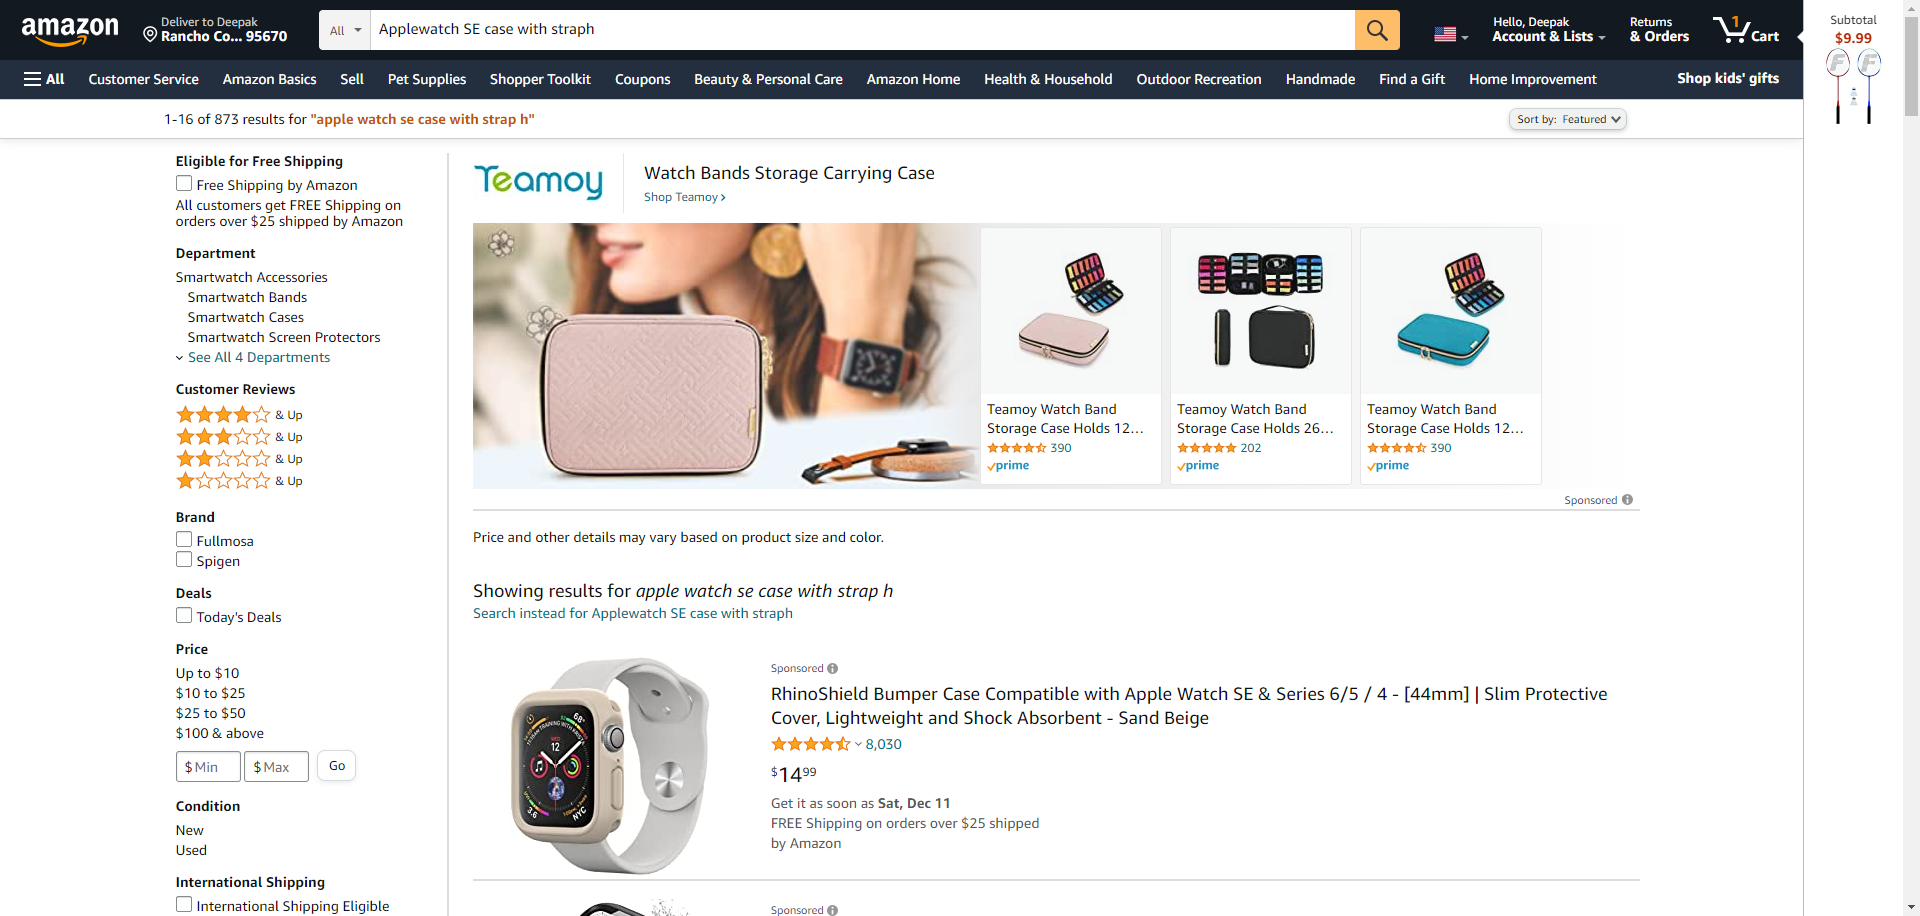 amazon
Deliver to Deepak
Rancho Co... 95670
All
Applewatch SE case with straph
Hello, Deepak
Account & Lists
Returns
& Orders
1
Cart
Subtotal
$9.99
All
Customer Service
Amazon Basics
Sell
Pet Supplies
Shopper Toolkit
Coupons
Beauty & Personal Care
Amazon Home
Health & Household
Outdoor Recreation
Handmade
Find a Gift
Home Improvement
Shop kids' gifts
1-16 of 873 results for "apple watch se case with strap h"
Sort by: Featured
Eligible for Free Shipping
Free Shipping by Amazon
All customers get FREE Shipping on
orders over $25 shipped by Amazon
Department
Smartwatch Accessories
Smartwatch Bands
Smartwatch Cases
Smartwatch Screen Protectors
See All 4 Departments
Customer Reviews
& Up
& Up
& Up
& Up
Brand
Fullmosa
Spigen
Deals
Today's Deals
Price
Up to $10
$10 to $25
$25 to $50
$100 & above
$ Min
$ Max
Go
Condition
New
Used
International Shipping
International Shipping Eligible
Teamoy
Watch Bands Storage Carrying Case
Shop Teamoy ›
Teamoy Watch Band
Storage Case Holds 12...
390
prime
Teamoy Watch Band
Storage Case Holds 26...
202
prime
Teamoy Watch Band
Storage Case Holds 12...
390
prime
Sponsored
Price and other details may vary based on product size and color.
Showing results for apple watch se case with strap h
Search instead for Applewatch SE case with straph
Sponsored
RhinoShield Bumper Case Compatible with Apple Watch SE & Series 6/5 / 4 - [44mm] | Slim Protective
Cover, Lightweight and Shock Absorbent - Sand Beige
8,030
$14.99
Get it as soon as Sat, Dec 11
FREE Shipping on orders over $25 shipped
by Amazon
68°
WED
12
3.6
NYC
Sponsored